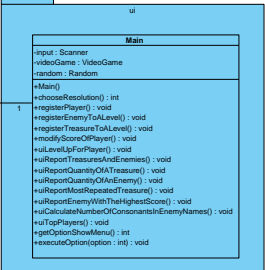 ui
Main
-input : Scanner
-videoGame : VideoGame
-random : Random
+Main()
+chooseResolution() : int
+registerPlayer() : void
+registerEnemyToALevel() : void
+registerTreasureToALevel() : void
+modifyScoreOfPlayer() : void
+uiLevelUpForPlayer() : void
+uiReportTreasuresAndEnemies() : void
+uiReportQuantityOfATreasure() : void
+uiReportQuantityOfAnEnemy() : void
+uiReportMostRepeatedTreasure() : void
+uiReportEnemyWithTheHighestScore() : void
+uiCalculateNumberOfConsonantsInEnemyNames() : void
+uiTopPlayers() : void
+getOptionShowMenu() : int
+executeOption(option : int) : void
1